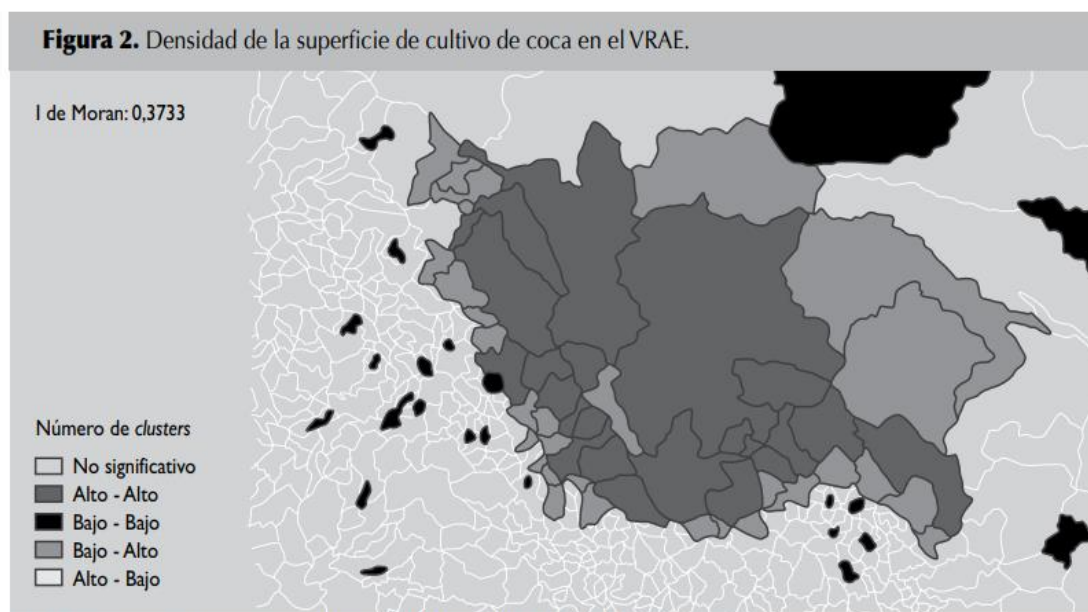 Figura 2. Densidad de la superficie de cultivo de coca en el VRAE.
I de Moran: 0,3733
Número de clusters
No significativo
Alto - Alto
Bajo - Bajo
Bajo - Alto
Alto - Bajo